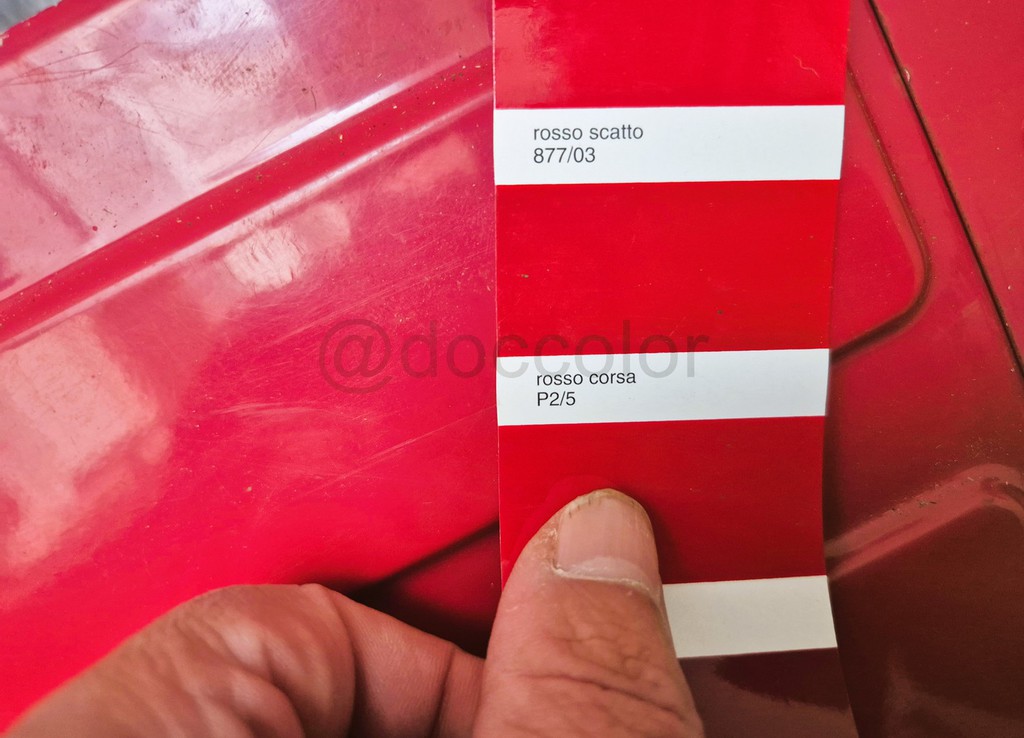 rosso scatto
877/03
@doccolor
rosso corsa
P2/5